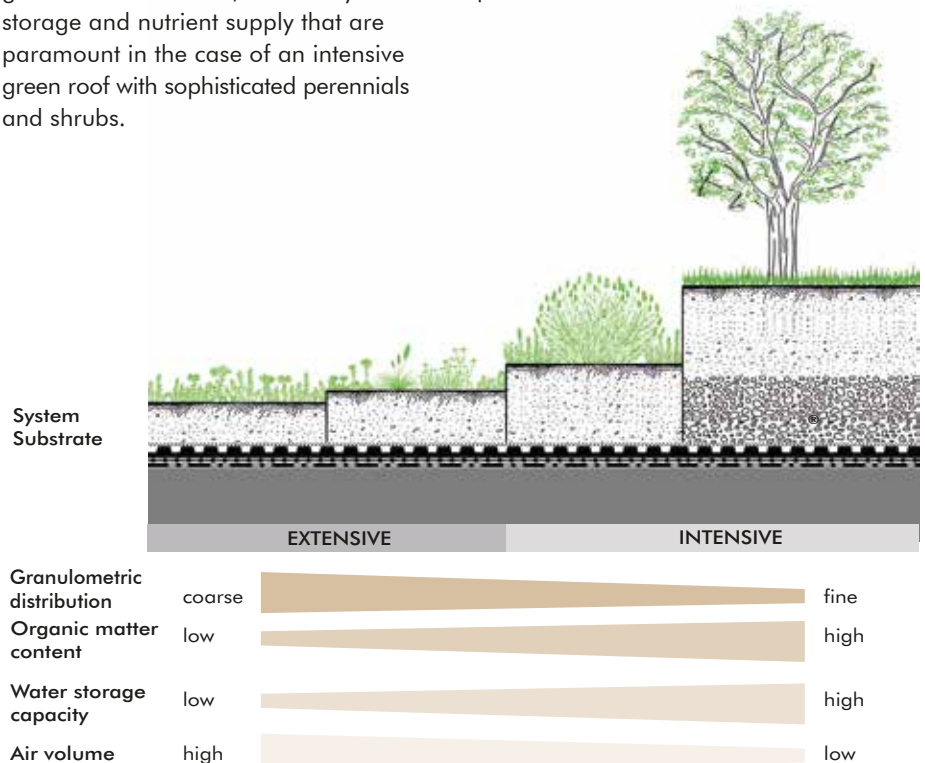 storage and nutrient supply that are
paramount in the case of an intensive
green roof with sophisticated perennials
and shrubs.
System
Substrate
®
EXTENSIVE
INTENSIVE
Granulometric
distribution
coarse
fine
Organic matter
content
low
high
Water storage
capacity
low
high
Air volume
high
low